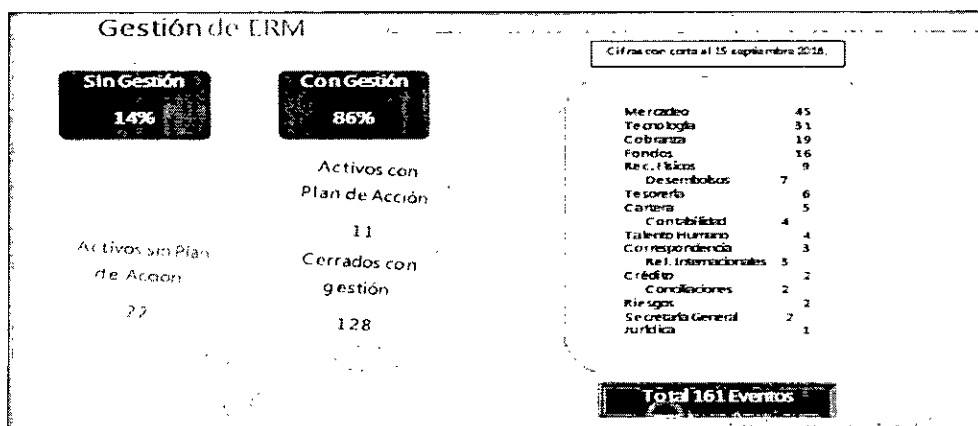 Gestión de ERM
Cifras con corte al 15 septiembre 2016.
Sin Gestión
14%
Con Gestión
86%
Activos con
Plan de Acción
11
Activos sin Plan
de Acción
22
Cerrados con
gestión
128
Mercadeo 45
Tecnología 31
Cobranza 19
Fondos 16
Rec. Físicos 9
Desembolsos 7
Tesorería 6
Cartera 5
Contabilidad 4
Talento Humano 4
Correspondencia 3
Rel. Internacionales 3
Crédito 2
Conciliaciones 2
Riesgos 2
Secretaría General 2
Jurídica 1
Total 161 Eventos